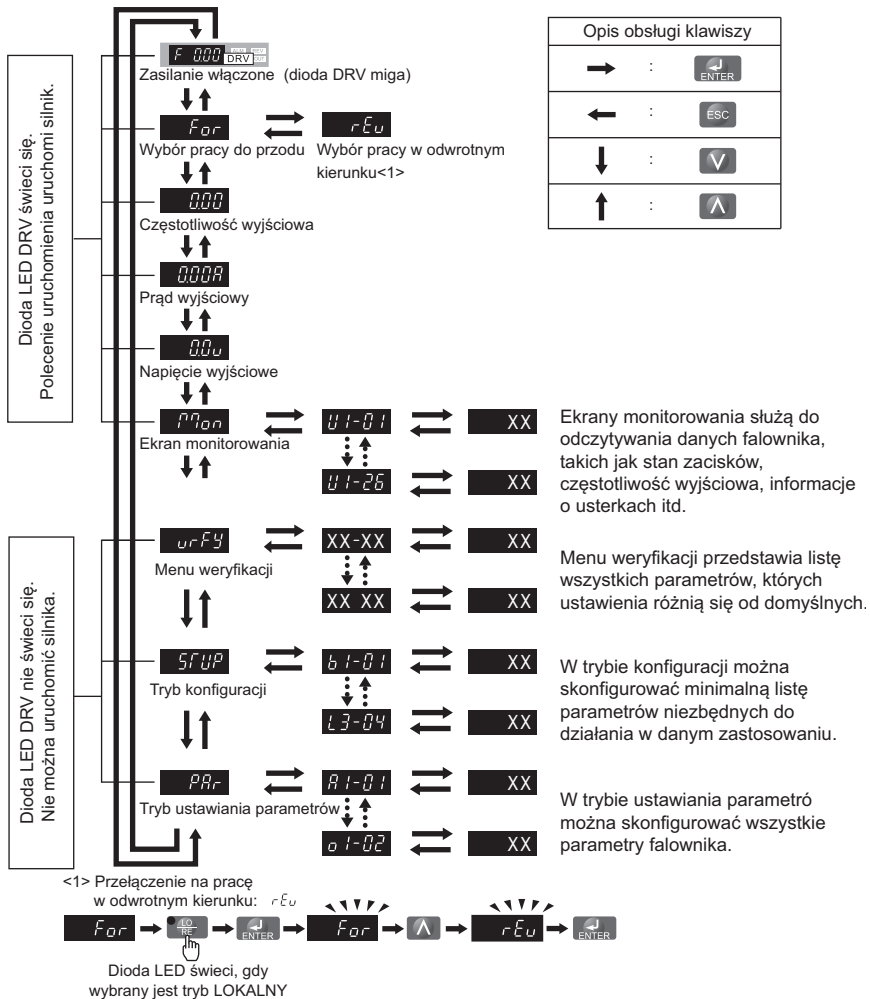 Dioda LED DRV świeci się.
Polecenie uruchomienia uruchomi silnik.
F 0.00
ALM REV
DRV OUT
Zasilanie włączone (dioda DRV miga)
For
rEv
Wybór pracy do przodu
Wybór pracy w odwrotnym
kierunku<1>
0.00
Częstotliwość wyjściowa
0.00A
Prąd wyjściowy
0.0v
Napięcie wyjściowe
Mon
U1-01
XX
Ekran monitorowania
U1-26
XX
Ekrany monitorowania służą do
odczytywania danych falownika,
takich jak stan zacisków,
częstotliwość wyjściowa, informacje
o usterkach itd.
Opis obsługi klawiszy
→ : ENTER
← : ESC
↓ : V
↑ : Λ
Dioda LED DRV nie świeci się.
Nie można uruchomić silnika.
vrFY
XX-XX
XX
Menu weryfikacji
XX XX
XX
Menu weryfikacji przedstawia listę
wszystkich parametrów, których
ustawienia różnią się od domyślnych.
STUP
b1-01
XX
Tryb konfiguracji
L3-04
XX
W trybie konfiguracji można
skonfigurować minimalną listę
parametrów niezbędnych do
działania w danym zastosowaniu.
PAr
A1-01
XX
Tryb ustawiania parametrów
o1-02
XX
W trybie ustawiania parametró
można skonfigurować wszystkie
parametry falownika.
<1> Przełączenie na pracę
w odwrotnym kierunku: rEv
For → LO RE → ENTER → For → Λ → rEv → ENTER
Dioda LED świeci, gdy
wybrany jest tryb LOKALNY